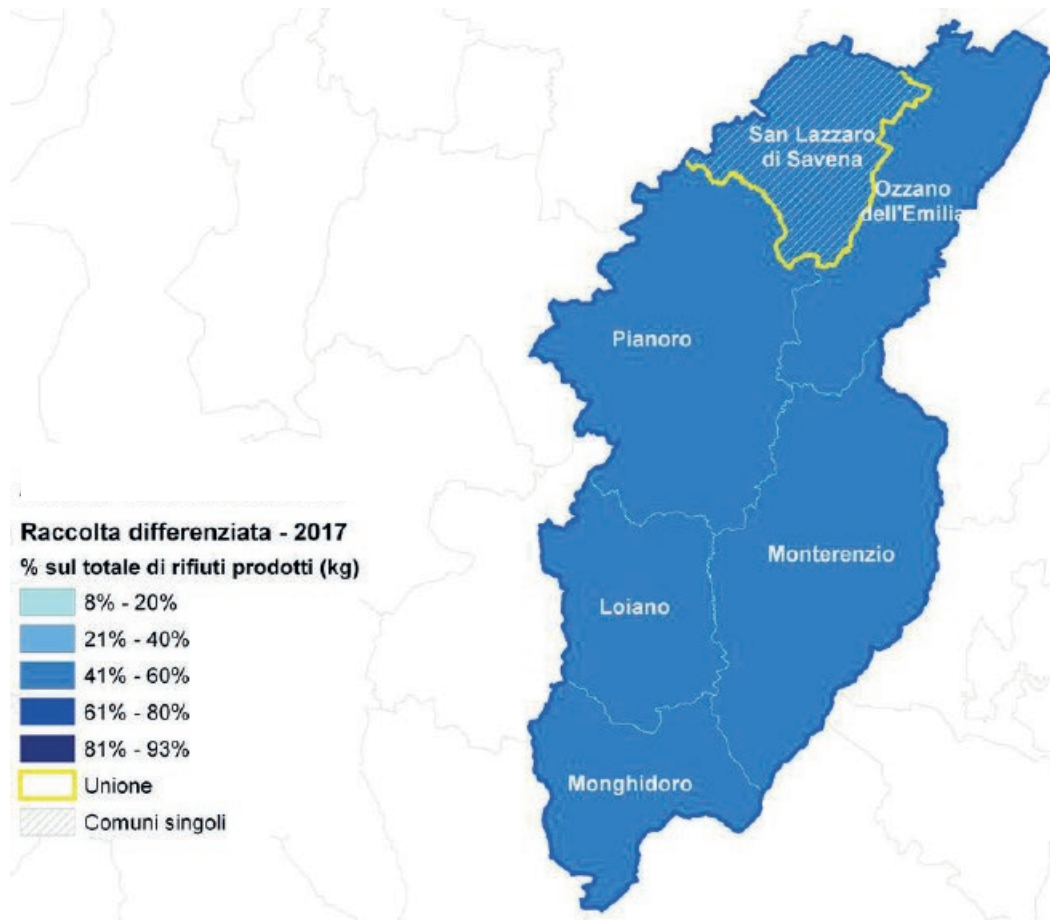 San Lazzaro
di Savena
Ozzano
dell'Emilia
Pianoro
Monterenzio
Loiano
Monghidoro
Raccolta differenziata - 2017
% sul totale di rifiuti prodotti (kg)
8% - 20%
21% - 40%
41% - 60%
61% - 80%
81% - 93%
Unione
Comuni singoli